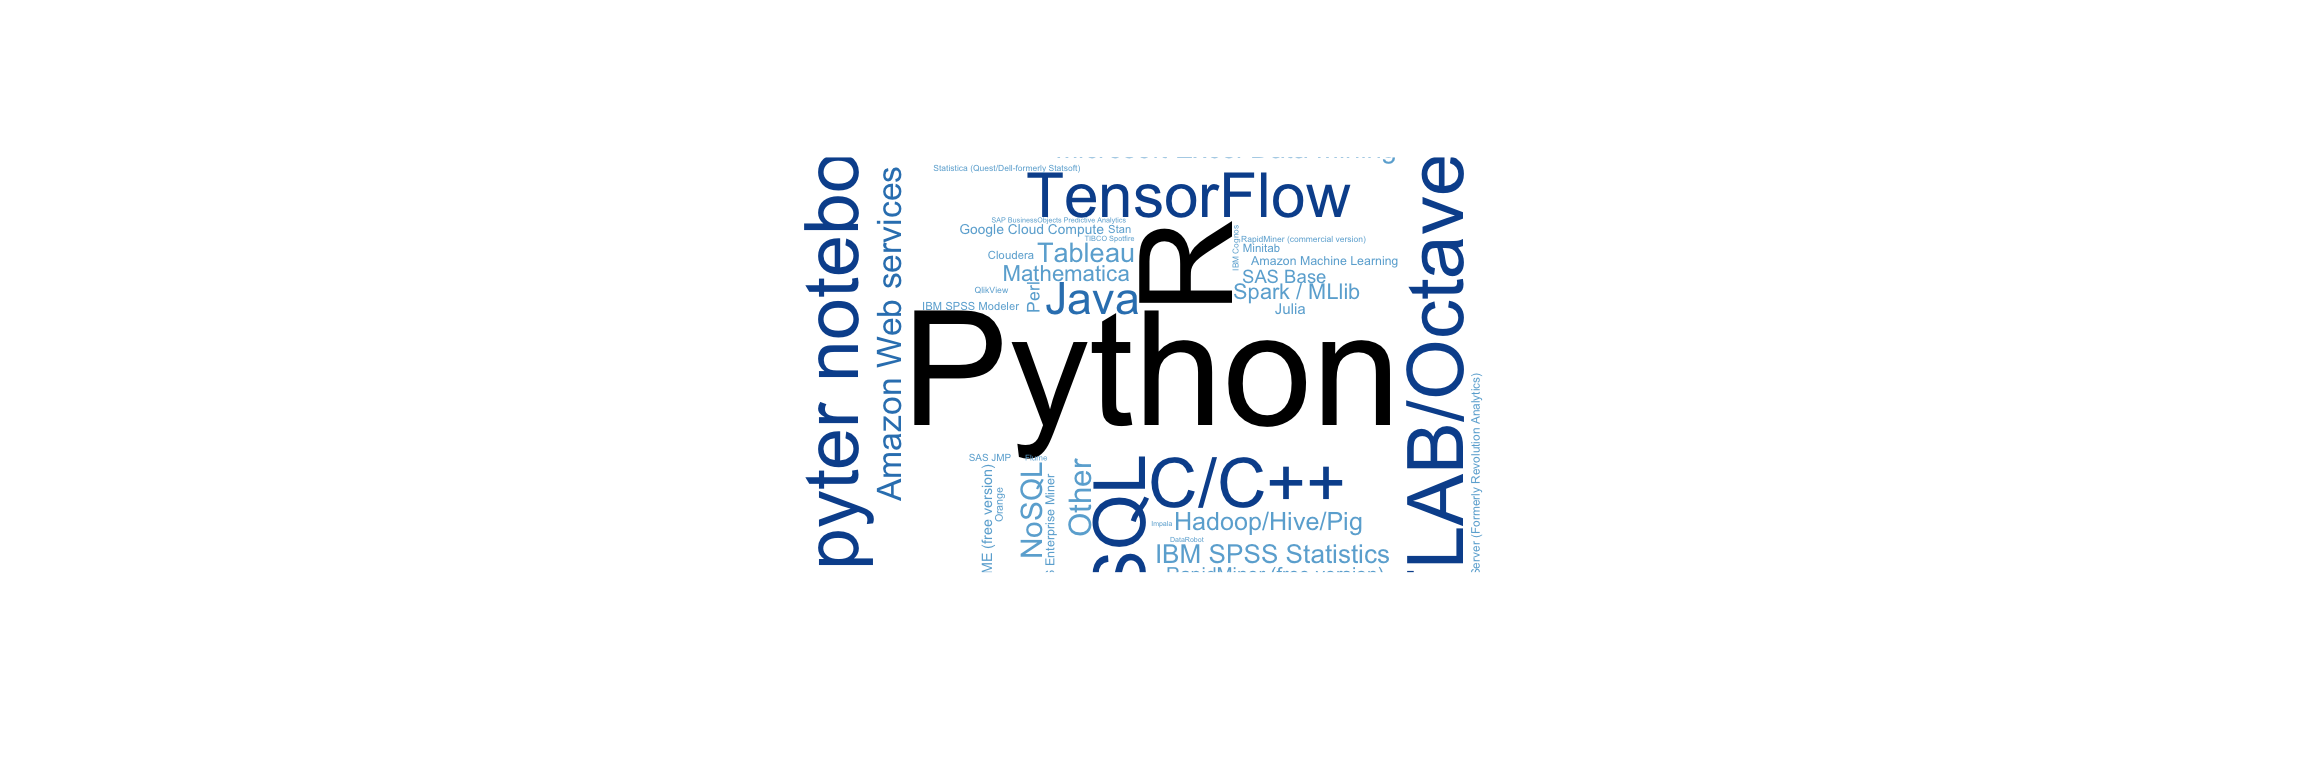 pyter notebo
Amazon Web services
Statistica (Quest/Dell-formerly Statsoft)
TensorFlow
SAP BusinessObjects Predictive Analytics
Google Cloud Compute
Stan
TIBCO Spotfire
Cloudera
Tableau
Mathematica
QlikView
Perl
Java
IBM SPSS Modeler
R
IBM Cognos
RapidMiner (commercial version)
Minitab
Amazon Machine Learning
SAS Base
Spark / MLlib
Julia
Python
LAB/Octave
Server (Formerly Revolution Analytics)
SAS JMP
ME (free version)
Orange
NoSQL
s Enterprise Miner
Other
SQL
C/C++
Impala
Hadoop/Hive/Pig
DataRobot
IBM SPSS Statistics
RapidMiner (free version)